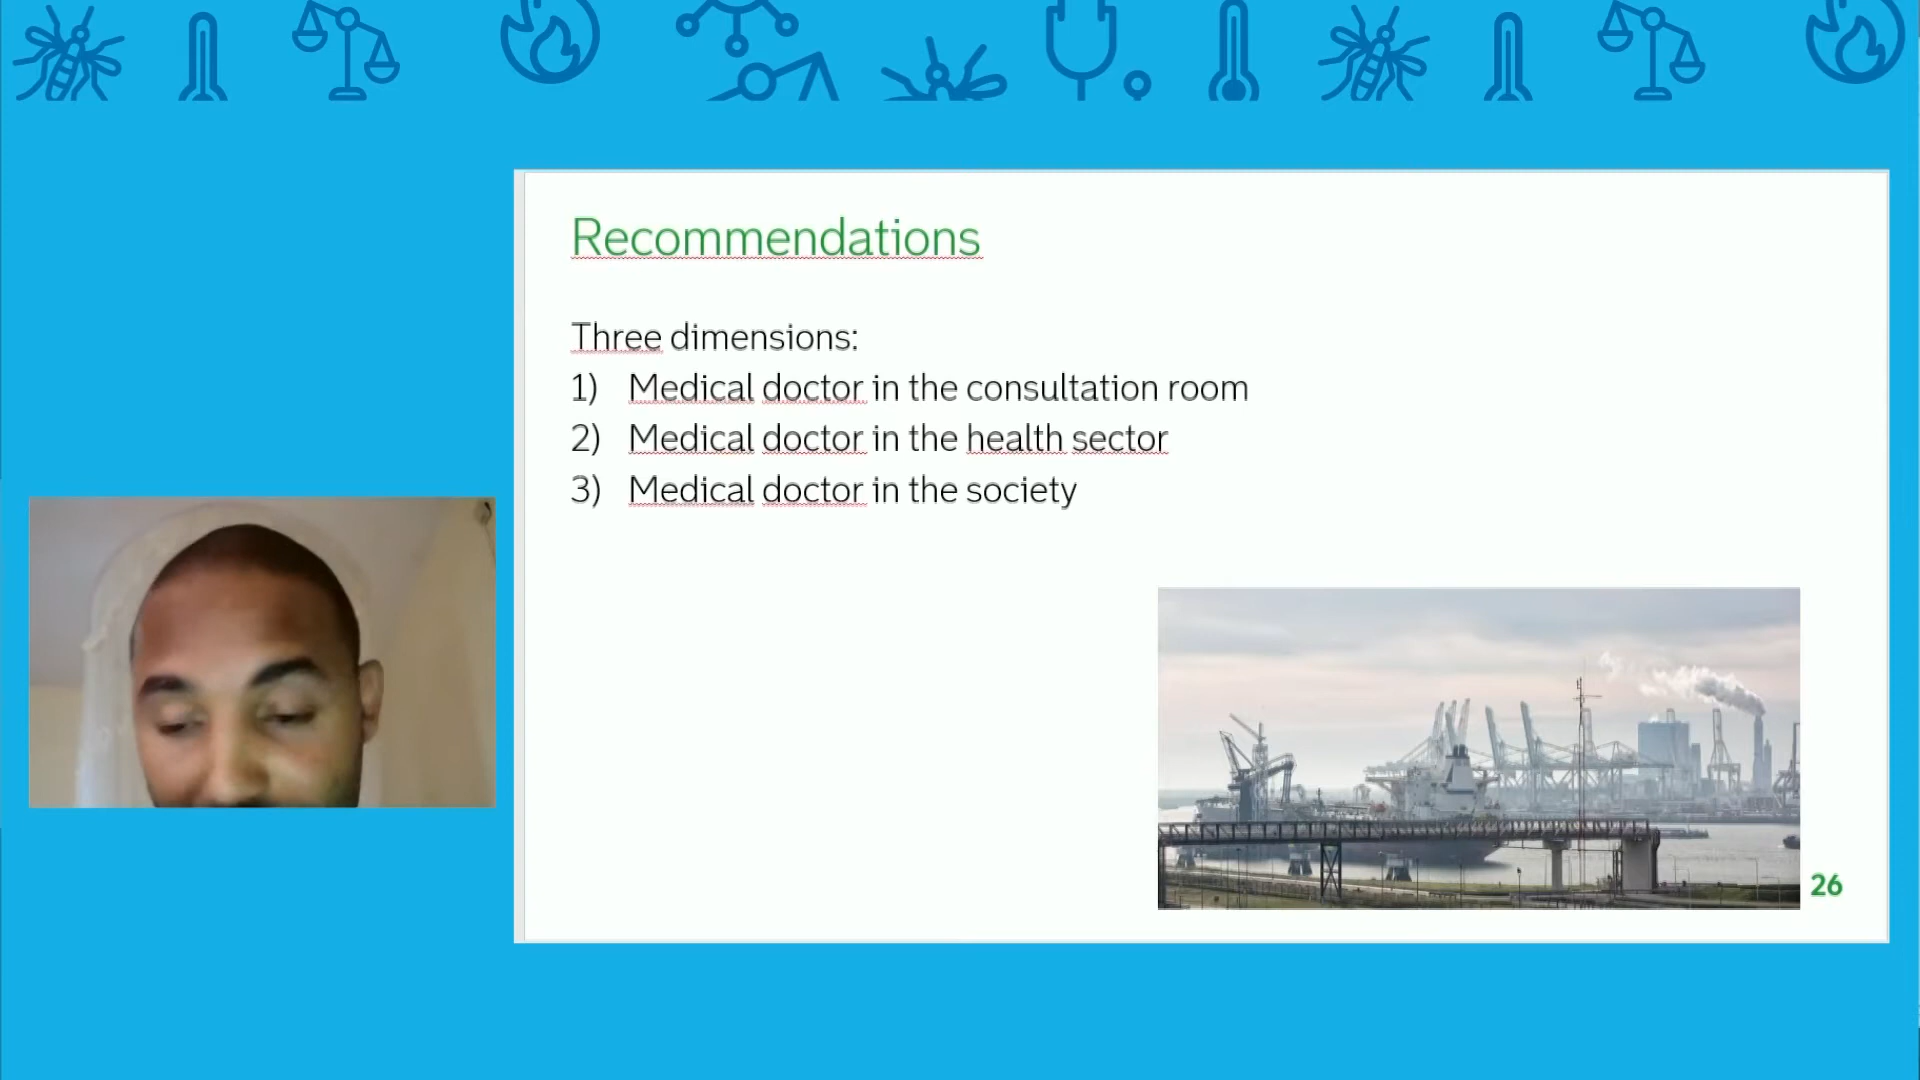 Recommendations
Three dimensions:
1) Medical doctor in the consultation room
2) Medical doctor in the health sector
3) Medical doctor in the society
26